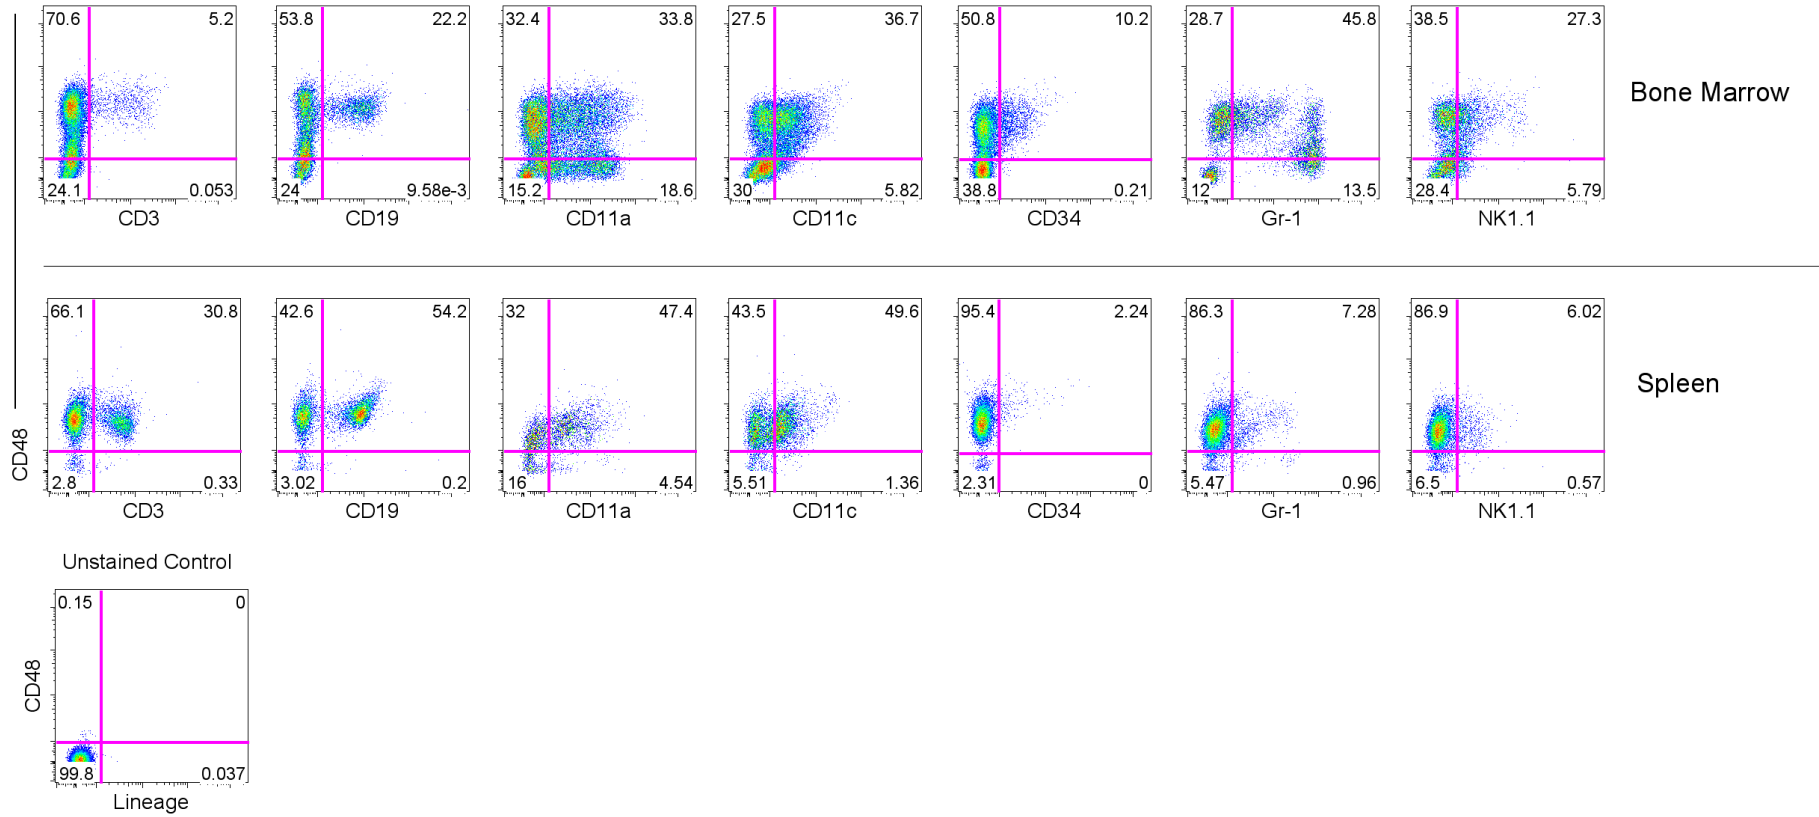 70.6 5.2 53.8 22.2 32.4 33.8 27.5 36.7 50.8 10.2 28.7 45.8 38.5 27.3
Bone Marrow
24.1 0.053 24 9.58e-3 15.2 18.6 30 5.82 38.8 0.21 12 13.5 28.4 5.79
CD3 CD19 CD11a CD11c CD34 Gr-1 NK1.1
66.1 30.8 42.6 54.2 32 47.4 43.5 49.6 95.4 2.24 86.3 7.28 86.9 6.02
Spleen
CD48
2.8 0.33 3.02 0.2 16 4.54 5.51 1.36 2.31 0 5.47 0.96 6.5 0.57
CD3 CD19 CD11a CD11c CD34 Gr-1 NK1.1
Unstained Control
0.15 0
CD48
99.8 0.037
Lineage